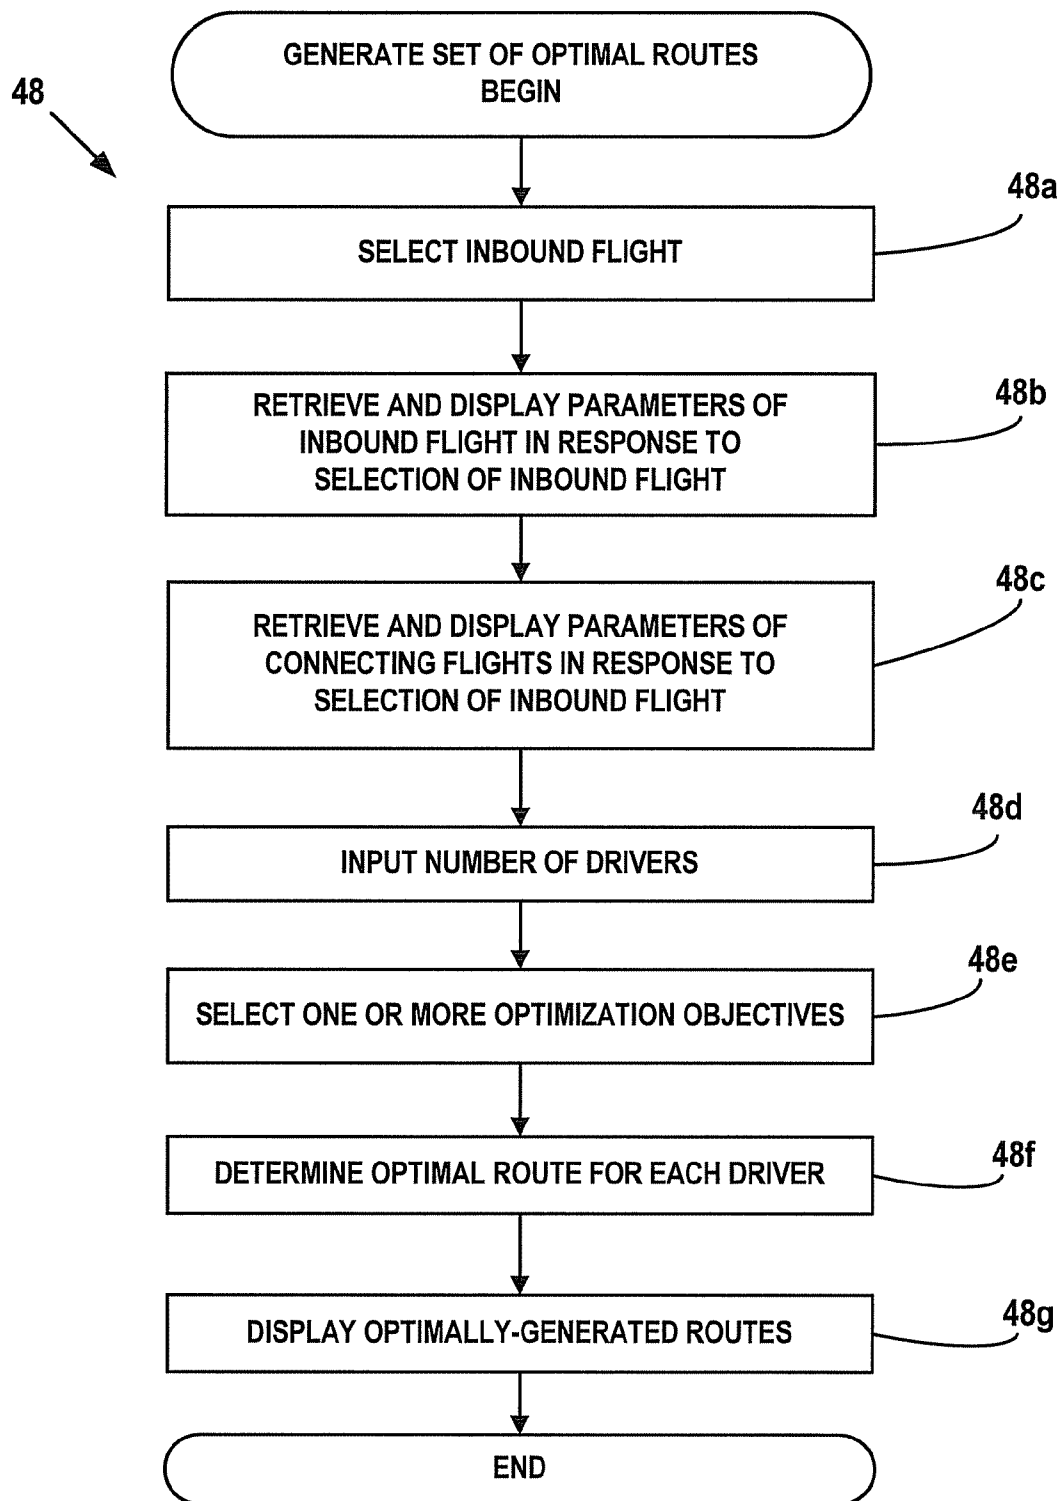 GENERATE SET OF OPTIMAL ROUTES
BEGIN
48
48a
SELECT INBOUND FLIGHT
48b
RETRIEVE AND DISPLAY PARAMETERS OF
INBOUND FLIGHT IN RESPONSE TO
SELECTION OF INBOUND FLIGHT
48c
RETRIEVE AND DISPLAY PARAMETERS OF
CONNECTING FLIGHTS IN RESPONSE TO
SELECTION OF INBOUND FLIGHT
48d
INPUT NUMBER OF DRIVERS
48e
SELECT ONE OR MORE OPTIMIZATION OBJECTIVES
48f
DETERMINE OPTIMAL ROUTE FOR EACH DRIVER
48g
DISPLAY OPTIMALLY-GENERATED ROUTES
END